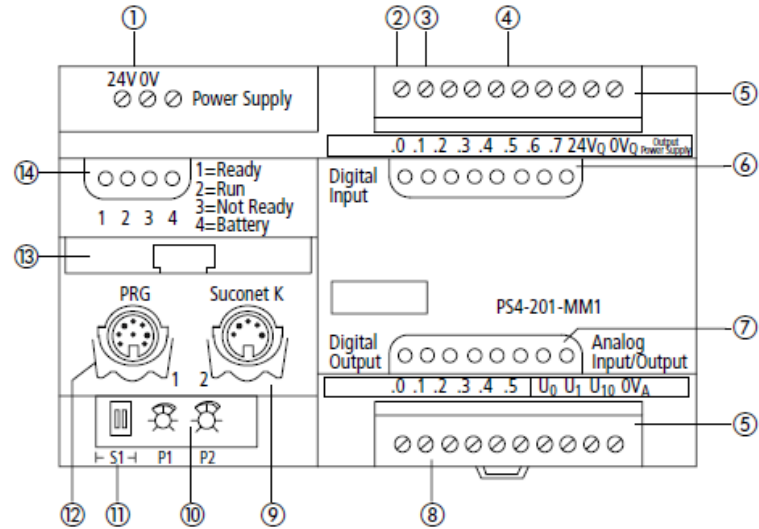 ① ② ③ ④
24V 0V
Power Supply
⑤
.0 .1 .2 .3 .4 .5 .6 .7 24VQ 0VQ Output Power Supply
⑭
1=Ready
2=Run
3=Not Ready
4=Battery
1 2 3 4
Digital
Input
⑥
⑬
PRG
Suconet K
PS4-201-MM1
⑦
Digital
Output
Analog
Input/Output
1 2
.0 .1 .2 .3 .4 .5 U0 U1 U10 0VA
⑤
S1 P1 P2
⑫ ⑪ ⑩ ⑨ ⑧